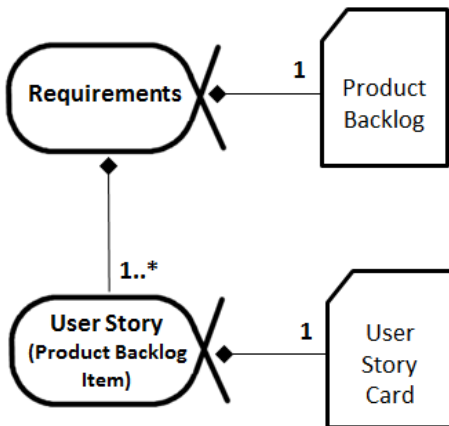 Requirements
1
Product
Backlog
1..*
User Story
(Product Backlog
Item)
1
User
Story
Card